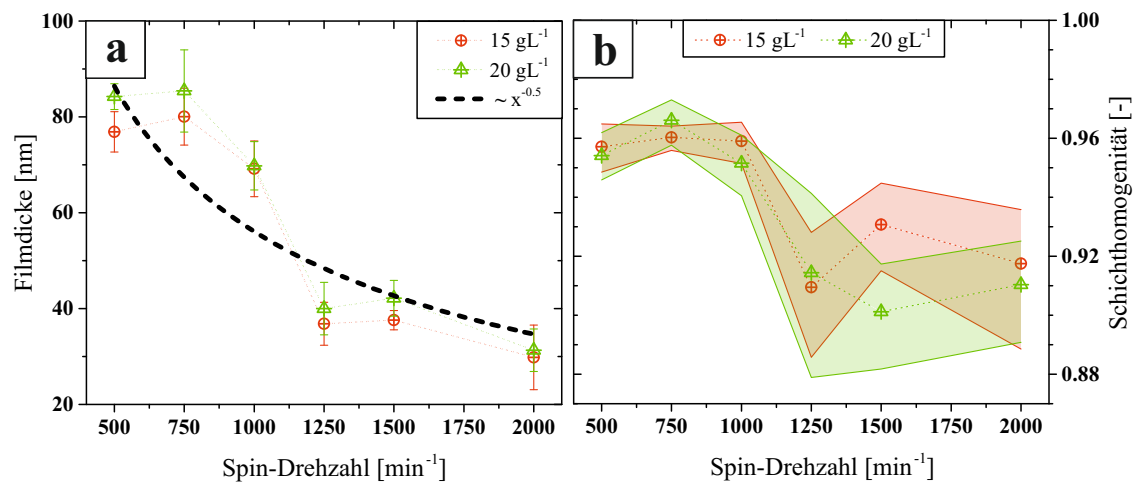 a
15 gL⁻¹
20 gL⁻¹
~ x⁻⁰·⁵
100
80
60
40
20
Filmdicke [nm]
500 750 1000 1250 1500 1750 2000
Spin-Drehzahl [min⁻¹]
b
15 gL⁻¹ 20 gL⁻¹
1.00
0.96
0.92
0.88
Schichthomogenität [-]
500 750 1000 1250 1500 1750 2000
Spin-Drehzahl [min⁻¹]